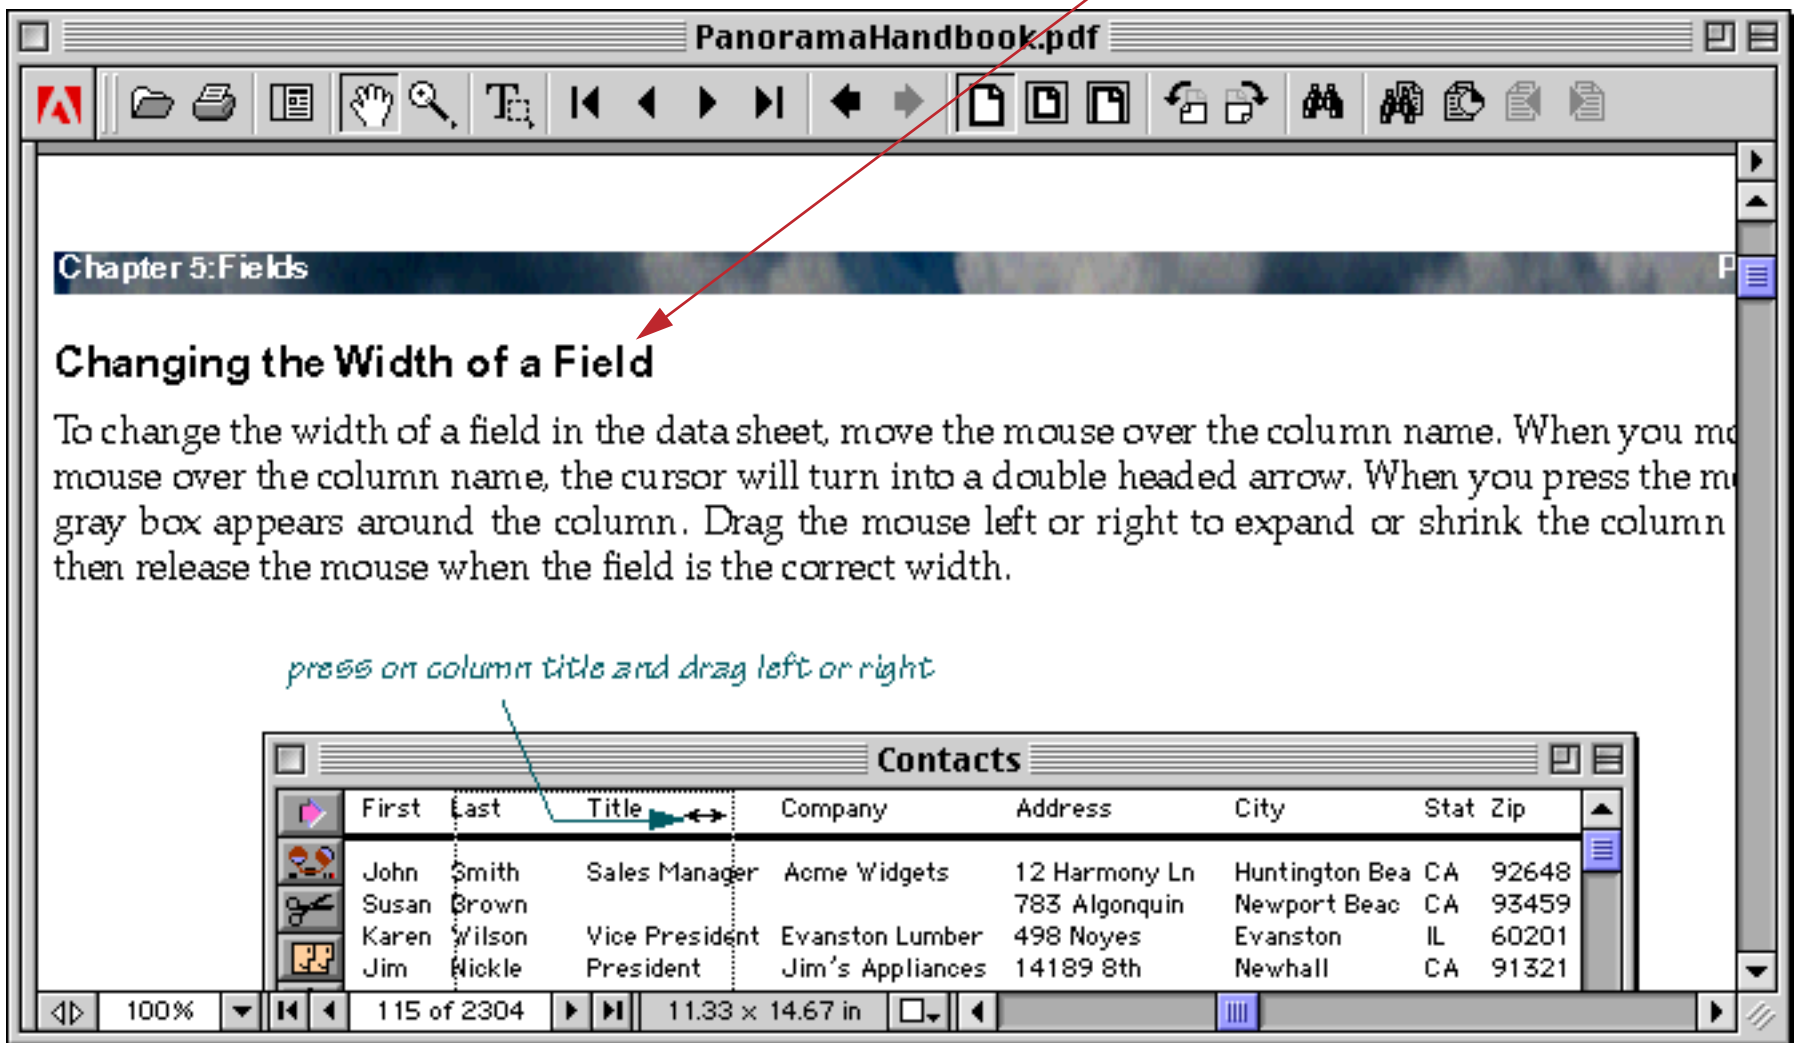 PanoramaHandbook.pdf
Chapter 5:Fields P
Changing the Width of a Field
To change the width of a field in the data sheet, move the mouse over the column name. When you mo
mouse over the column name, the cursor will turn into a double headed arrow. When you press the mo
gray box appears around the column. Drag the mouse left or right to expand or shrink the column
then release the mouse when the field is the correct width.
press on column title and drag left or right
Contacts
First Last Title Company Address City Stat Zip
John Smith Sales Manager Acme Widgets 12 Harmony Ln Huntington Bea CA 92648
Susan Brown 783 Algonquin Newport Beac CA 93459
Karen Wilson Vice President Evanston Lumber 498 Noyes Evanston IL 60201
Jim Nickle President Jim's Appliances 14189 8th Newhall CA 91321
100% 115 of 2304 11.33 x 14.67 in